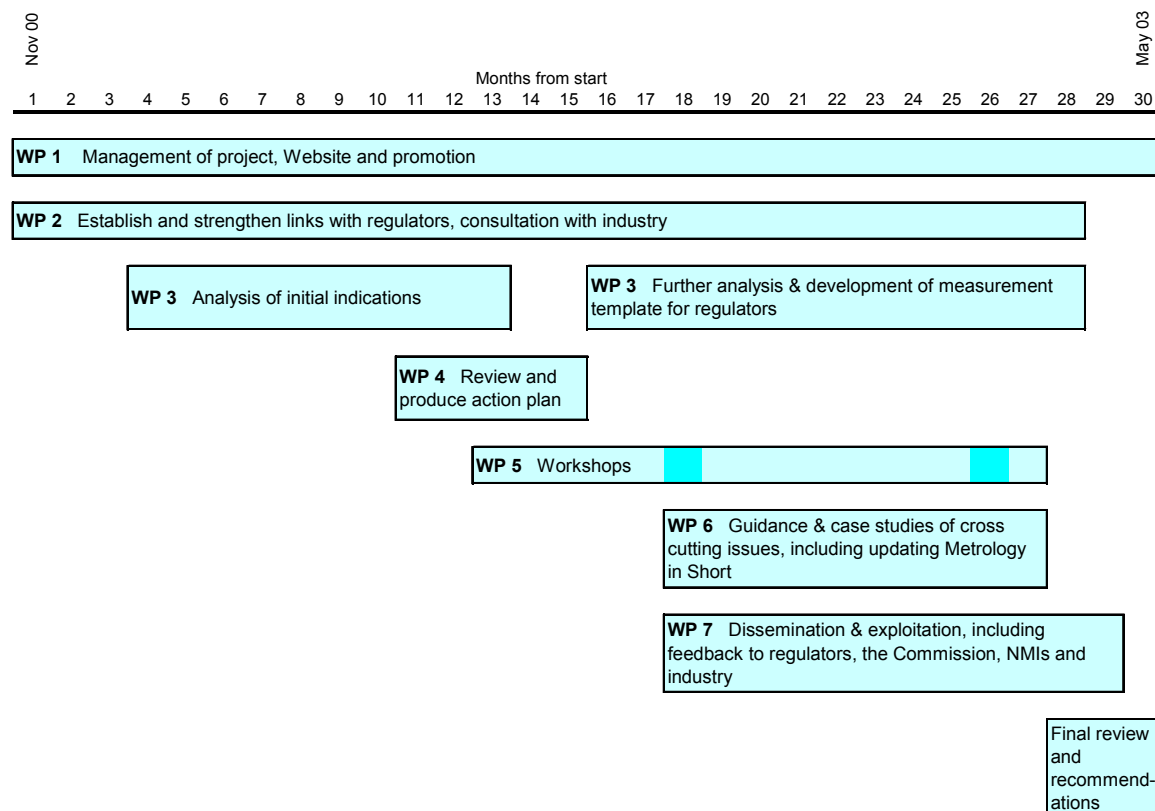 Nov 00
May 03
Months from start
1 2 3 4 5 6 7 8 9 10 11 12 13 14 15 16 17 18 19 20 21 22 23 24 25 26 27 28 29 30
WP 1 Management of project, Website and promotion
WP 2 Establish and strengthen links with regulators, consultation with industry
WP 3 Analysis of initial indications
WP 3 Further analysis & development of measurement
template for regulators
WP 4 Review and
produce action plan
WP 5 Workshops
WP 6 Guidance & case studies of cross
cutting issues, including updating Metrology
in Short
WP 7 Dissemination & exploitation, including
feedback to regulators, the Commission, NMIs and
industry
Final review
and
recommend-
ations